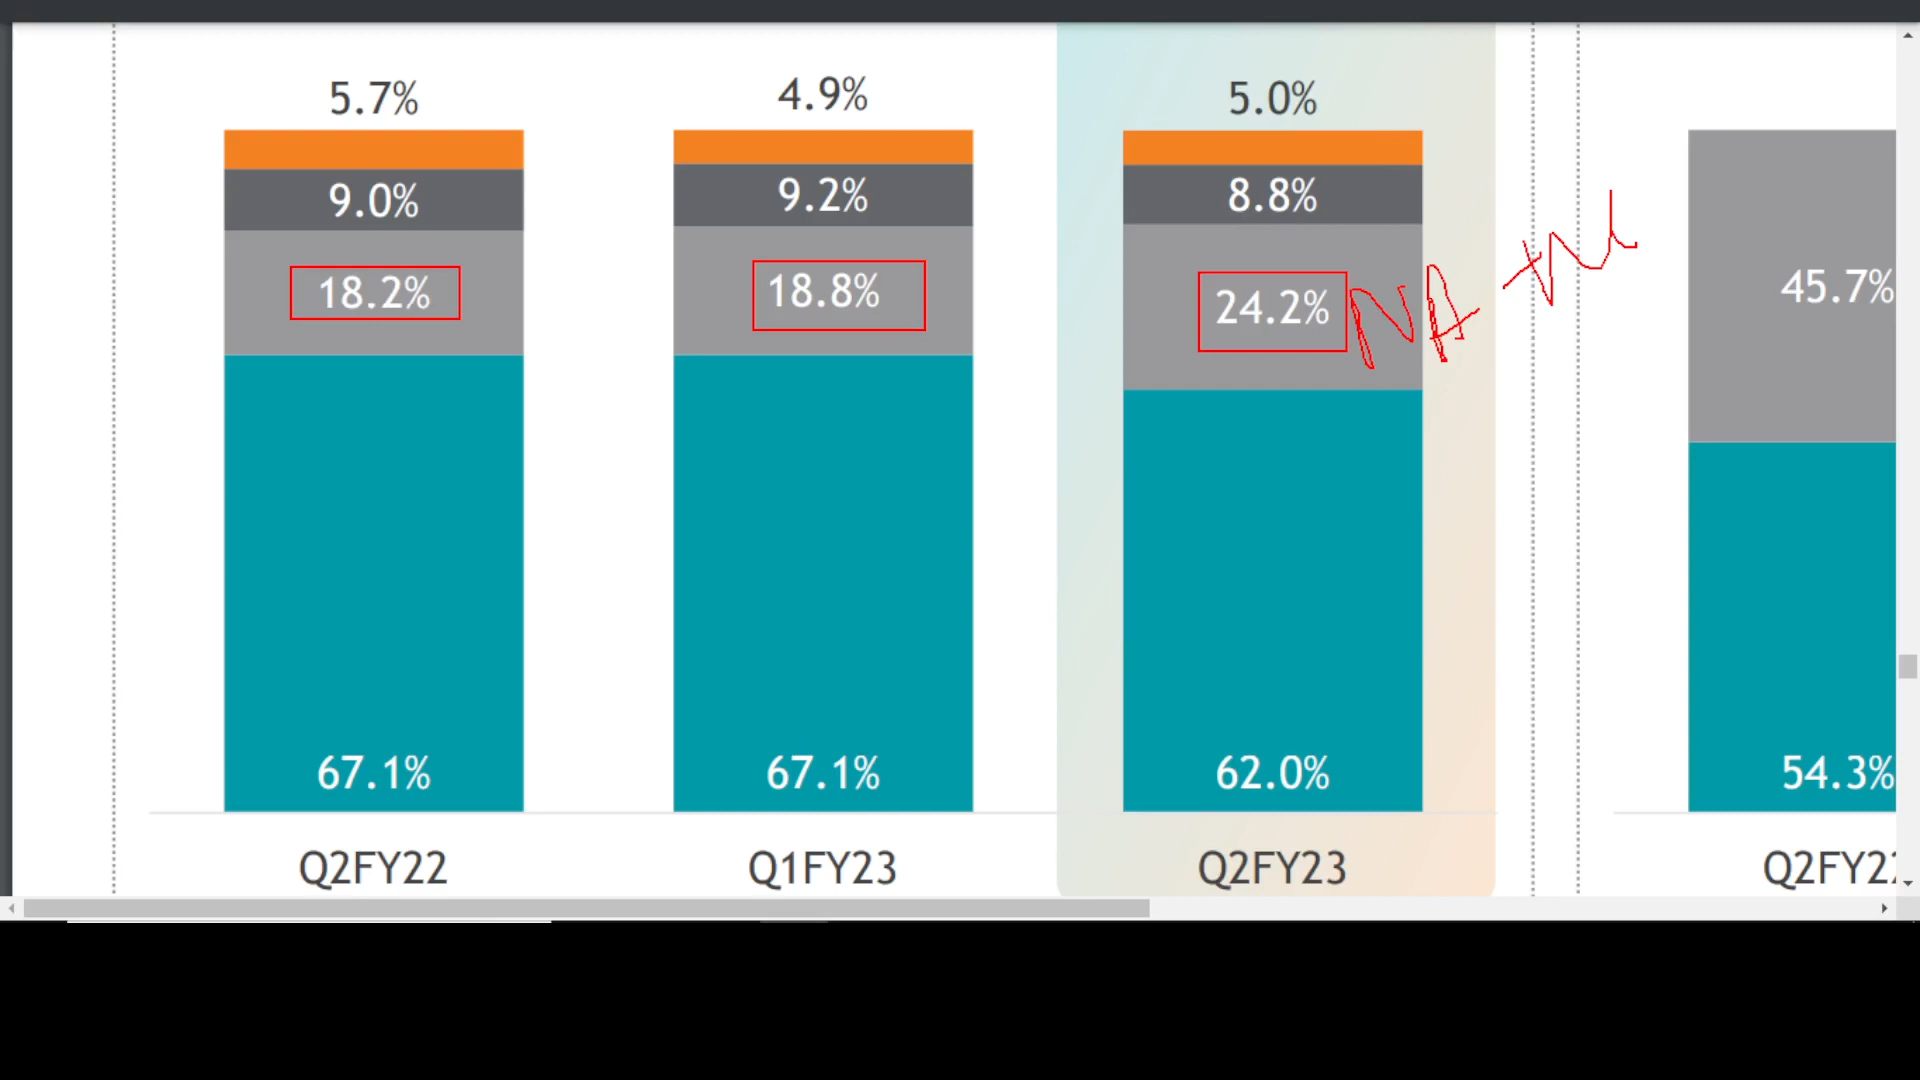 5.7% 4.9% 5.0%
9.0% 9.2% 8.8%
18.2% 18.8% 24.2% NA 45.7%
67.1% 67.1% 62.0% 54.3%
Q2FY22 Q1FY23 Q2FY23